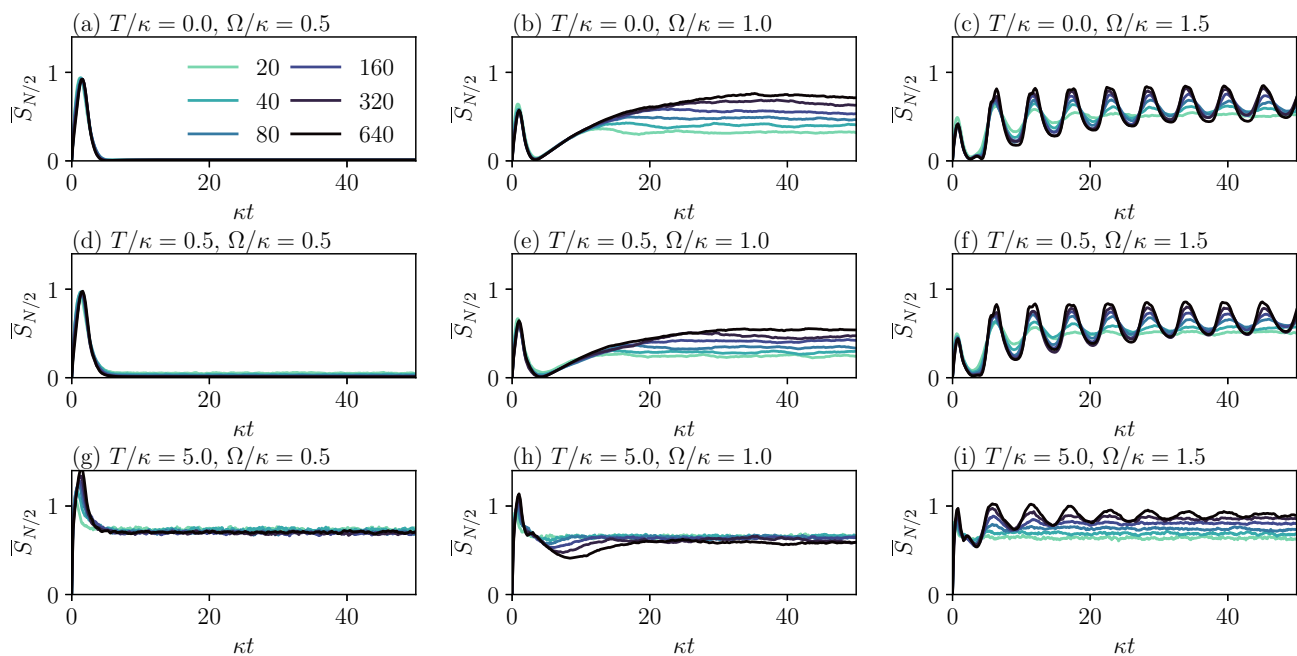 (a) T/κ = 0.0, Ω/κ = 0.5
(b) T/κ = 0.0, Ω/κ = 1.0
(c) T/κ = 0.0, Ω/κ = 1.5
20
40
80
160
320
640
S̅_{N/2}
1
0
0 20 40
κt
S̅_{N/2}
1
0
0 20 40
κt
S̅_{N/2}
1
0
0 20 40
κt
(d) T/κ = 0.5, Ω/κ = 0.5
(e) T/κ = 0.5, Ω/κ = 1.0
(f) T/κ = 0.5, Ω/κ = 1.5
S̅_{N/2}
1
0
0 20 40
κt
S̅_{N/2}
1
0
0 20 40
κt
S̅_{N/2}
1
0
0 20 40
κt
(g) T/κ = 5.0, Ω/κ = 0.5
(h) T/κ = 5.0, Ω/κ = 1.0
(i) T/κ = 5.0, Ω/κ = 1.5
S̅_{N/2}
1
0
0 20 40
κt
S̅_{N/2}
1
0
0 20 40
κt
S̅_{N/2}
1
0
0 20 40
κt